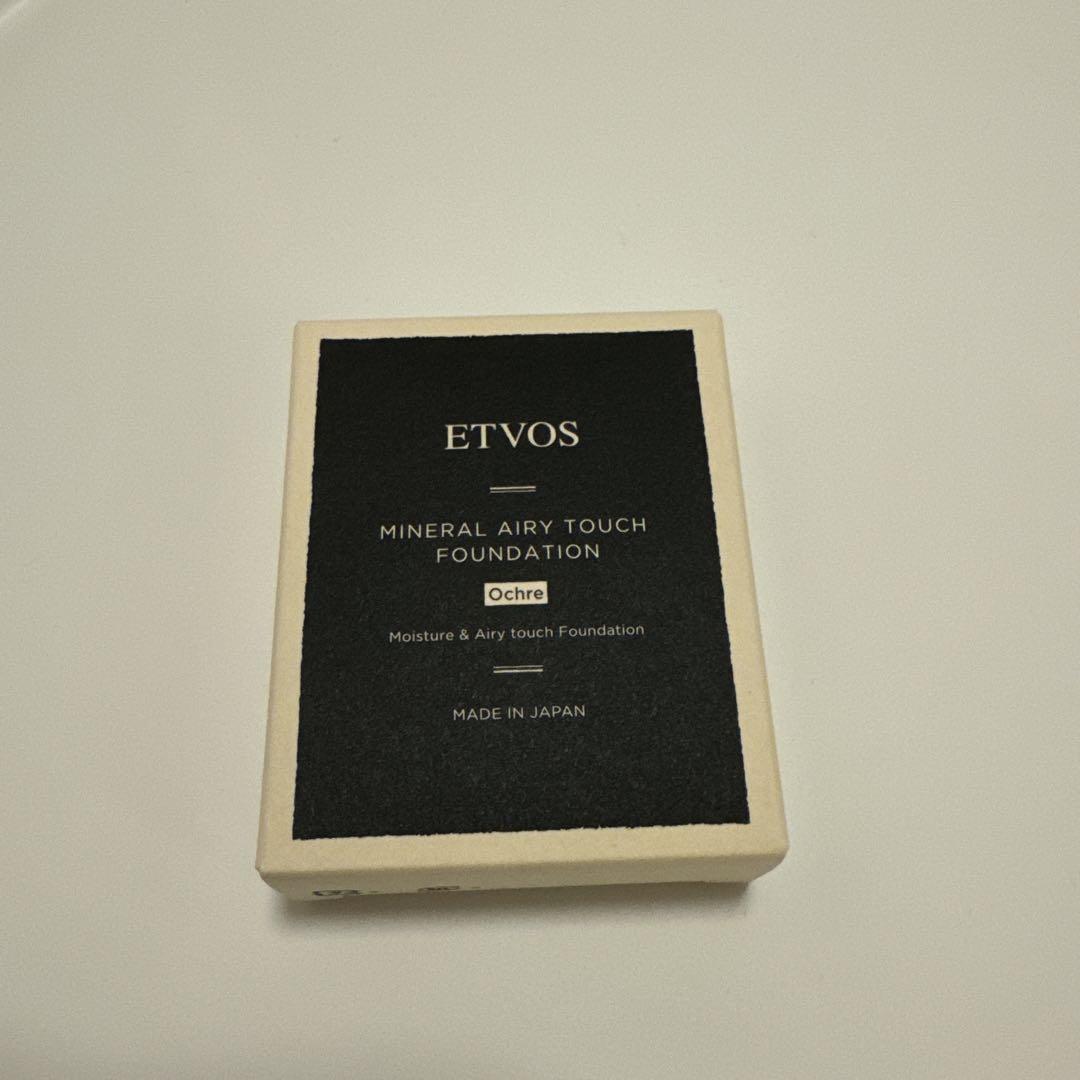 ETVOS
MINERAL AIRY TOUCH
FOUNDATION
Ochre
Moisture & Airy touch Foundation
MADE IN JAPAN